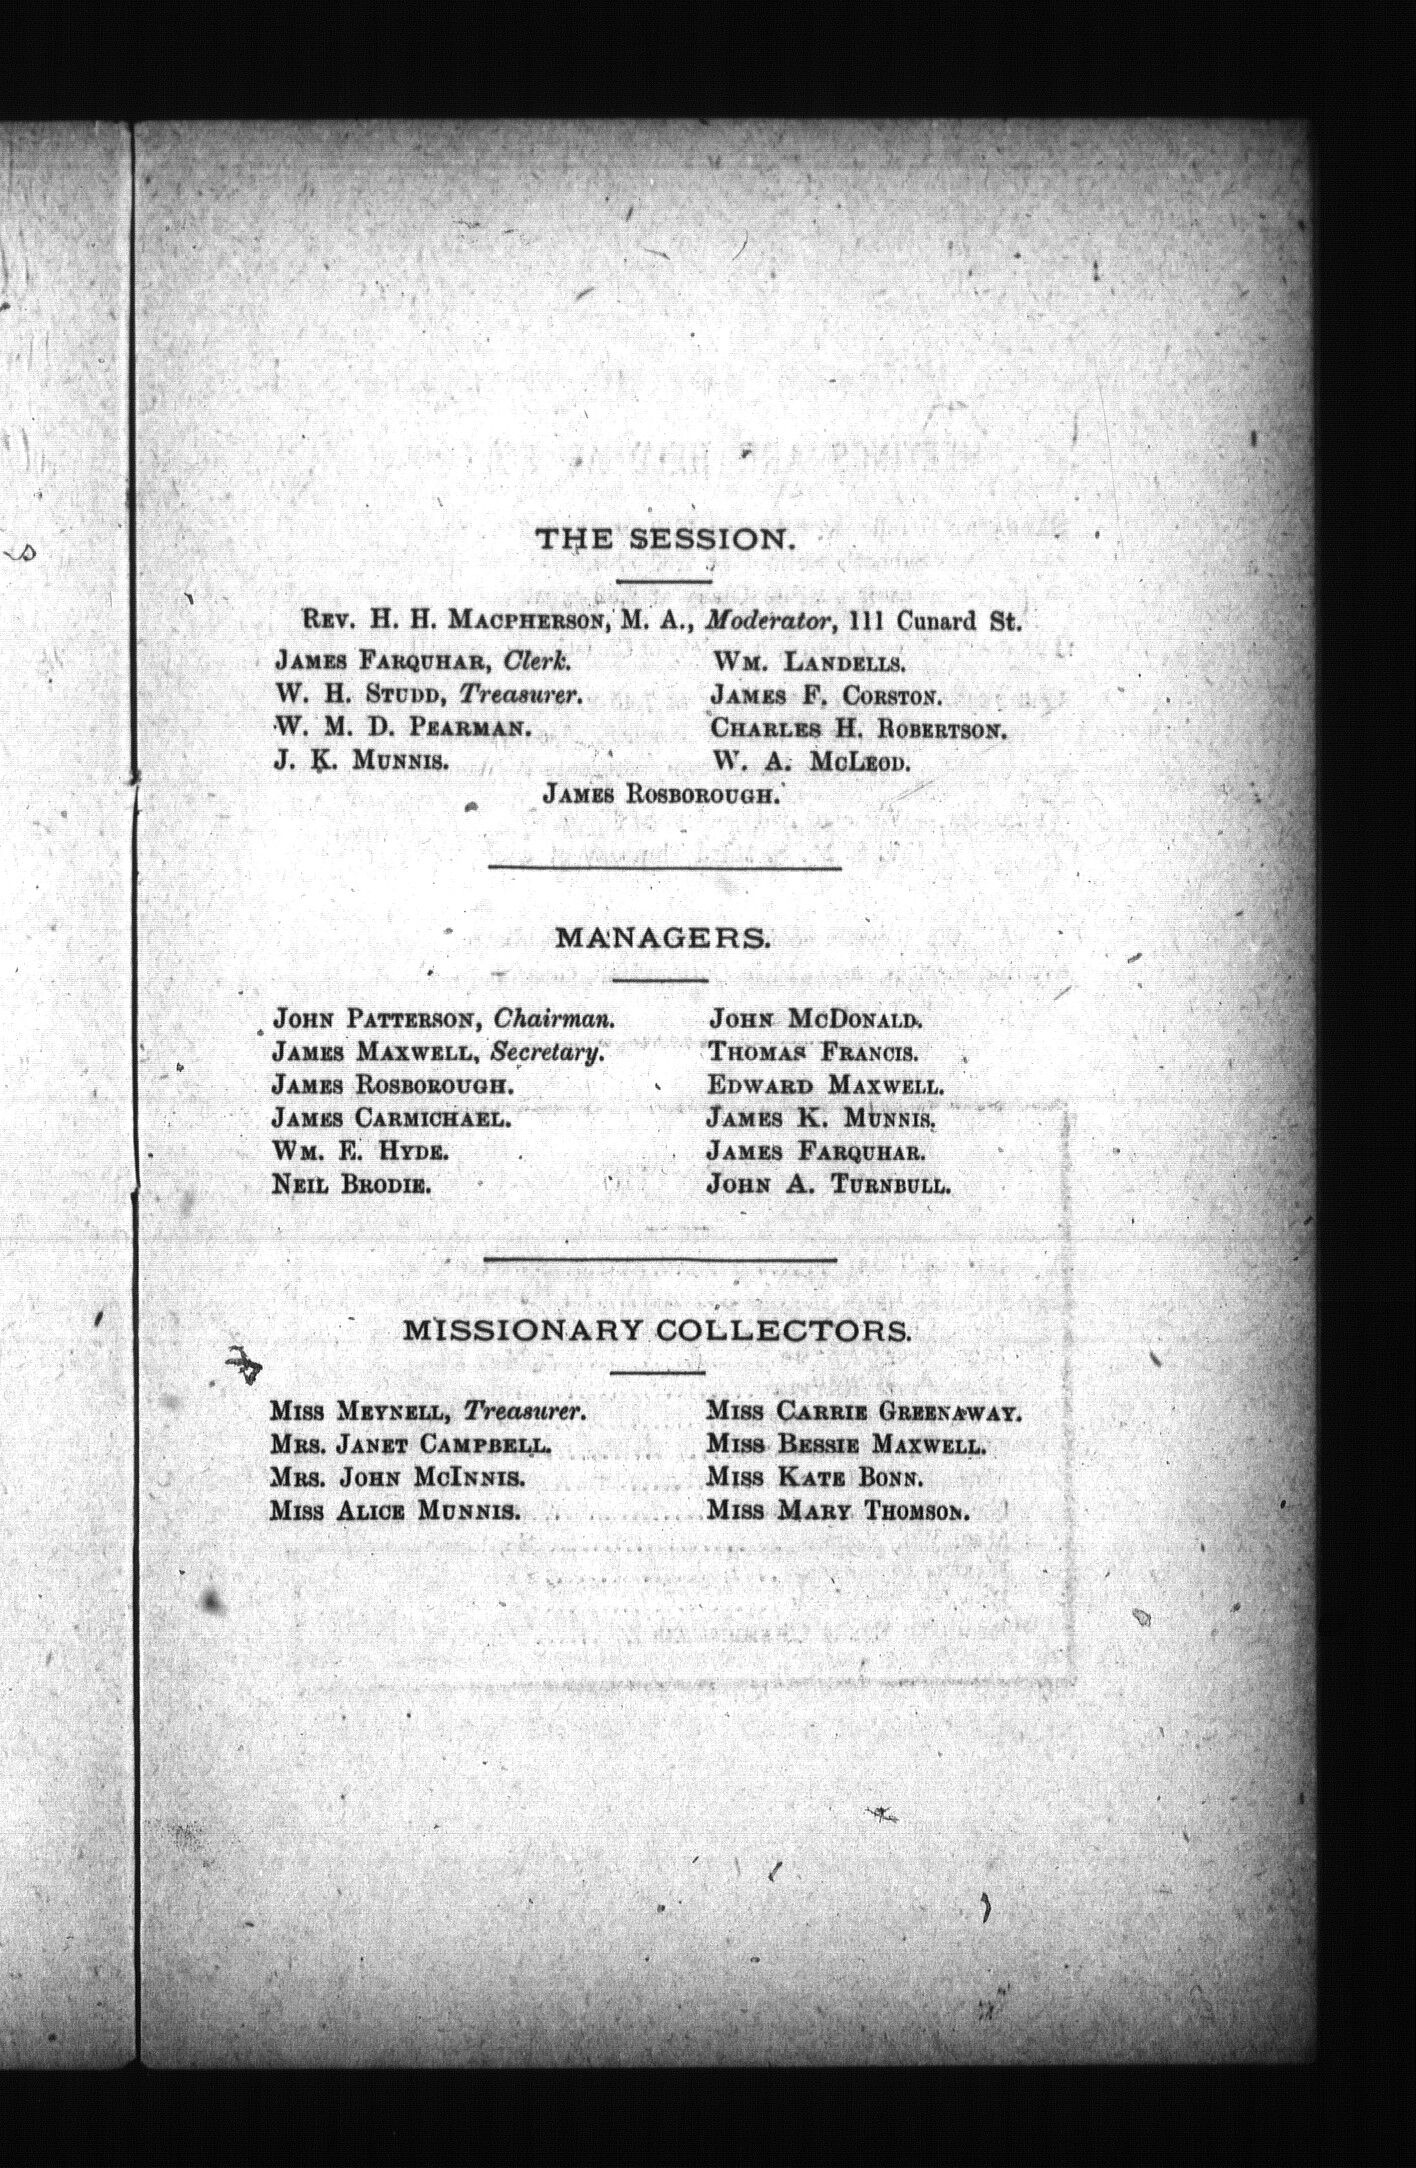 THE SESSION.
REV. H. H. MACPHERSON, M. A., Moderator, 111 Cunard St.
JAMES FARQUHAR, Clerk. WM. LANDELLS.
W. H. STUDD, Treasurer. JAMES F. CORSTON.
W. M. D. PEARMAN. CHARLES H. ROBERTSON.
J. K. MUNNIS. W. A. MCLEOD.
JAMES ROSBOROUGH.
MANAGERS.
JOHN PATTERSON, Chairman. JOHN MCDONALD.
JAMES MAXWELL, Secretary. THOMAS FRANCIS.
JAMES ROSBOROUGH. EDWARD MAXWELL.
JAMES CARMICHAEL. JAMES K. MUNNIS.
WM. E. HYDE. JAMES FARQUHAR.
NEIL BRODIE. JOHN A. TURNBULL.
MISSIONARY COLLECTORS.
MISS MEYNELL, Treasurer. MISS CARRIE GREENAWAY.
MRS. JANET CAMPBELL. MISS BESSIE MAXWELL.
MRS. JOHN MCINNIS. MISS KATE BONN.
MISS ALICE MUNNIS. MISS MARY THOMSON.